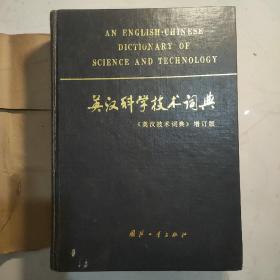 AN ENGLISH-CHINESE
DICTIONARY OF
SCIENCE AND TECHNOLOGY
英汉科学技术词典
《英汉技术词典》增订版
国防工业出版社